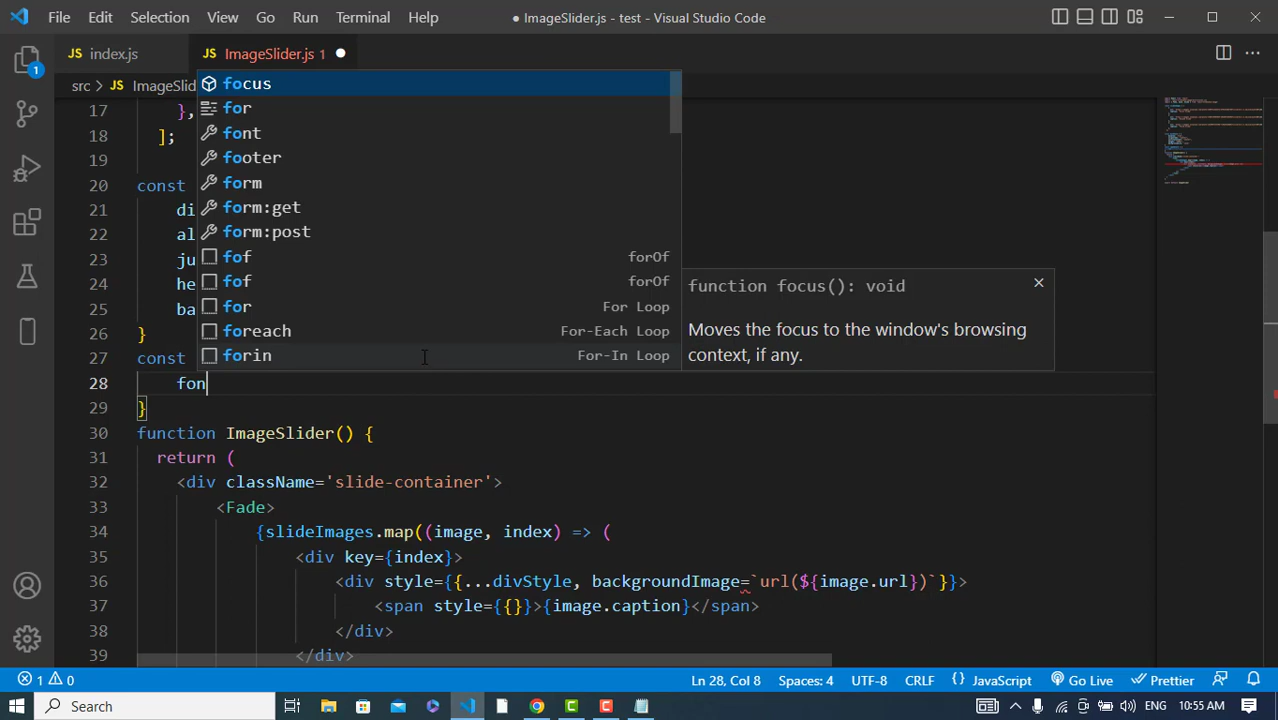 File Edit Selection View Go Run Terminal Help
● ImageSlider.js - test - Visual Studio Code
JS index.js
JS ImageSlider.js 1 ●
src > JS ImageSlid
1
17 },
18 ];
19
20 const
21 di
22 al
23 ju
24 he
25 ba
26 }
27 const
28 fon
29 }
30 function ImageSlider() {
31 return (
32 <div className='slide-container'>
33 <Fade>
34 {slideImages.map((image, index) => (
35 <div key={index}>
36 <div style={{...divStyle, backgroundImage=`url(${image.url})`}}>
37 <span style={{}}>{image.caption}</span>
38 </div>
39 </div>
focus
for
font
footer
form
form:get
form:post
fof forOf
fof forOf
for For Loop
foreach For-Each Loop
forin For-In Loop
function focus(): void
Moves the focus to the window's browsing
context, if any.
1 0 Ln 28, Col 8 Spaces: 4 UTF-8 CRLF {} JavaScript Go Live Prettier
Search
ENG 10:55 AM